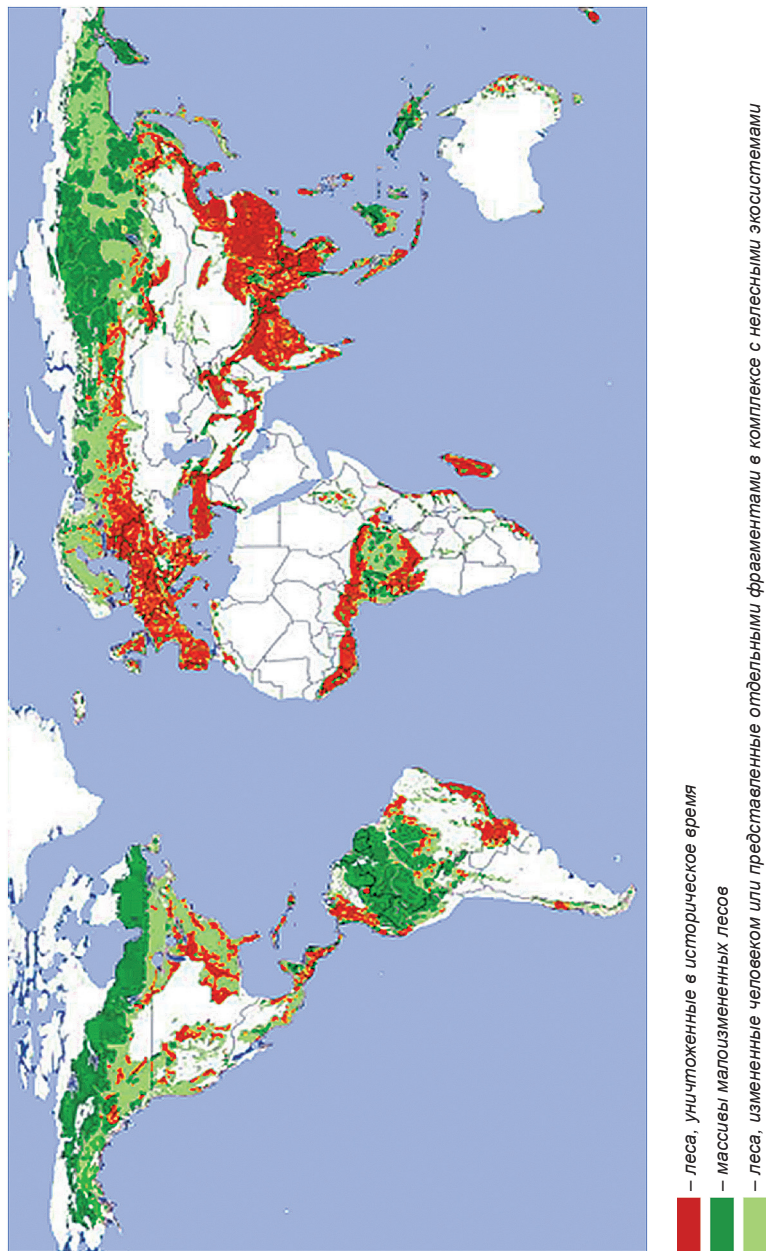 – леса, уничтоженные в историческое время
– массивы малоизмененных лесов
– леса, измененные человеком или представленные отдельными фрагментами в комплексе с нелесными экосистемами